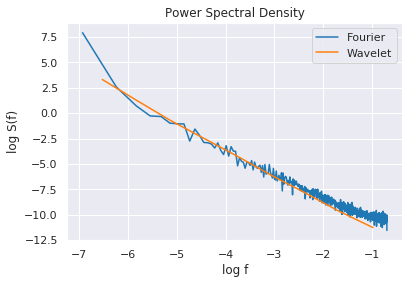 Power Spectral Density
Fourier
Wavelet
7.5
5.0
2.5
0.0
−2.5
−5.0
−7.5
−10.0
−12.5
log S(f)
−7 −6 −5 −4 −3 −2 −1
log f